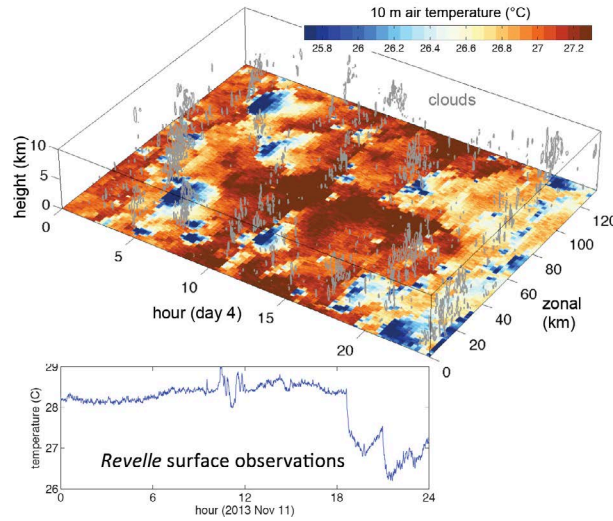 10 m air temperature (°C)
25.8 26 26.2 26.4 26.6 26.8 27 27.2
clouds
height (km)
10
5
0
0
5
10
15
20
hour (day 4)
0
20
40
60
80
100
120
zonal
(km)
temperature (C)
29
28
27
26
Revelle surface observations
0 6 12 18 24
hour (2013 Nov 11)